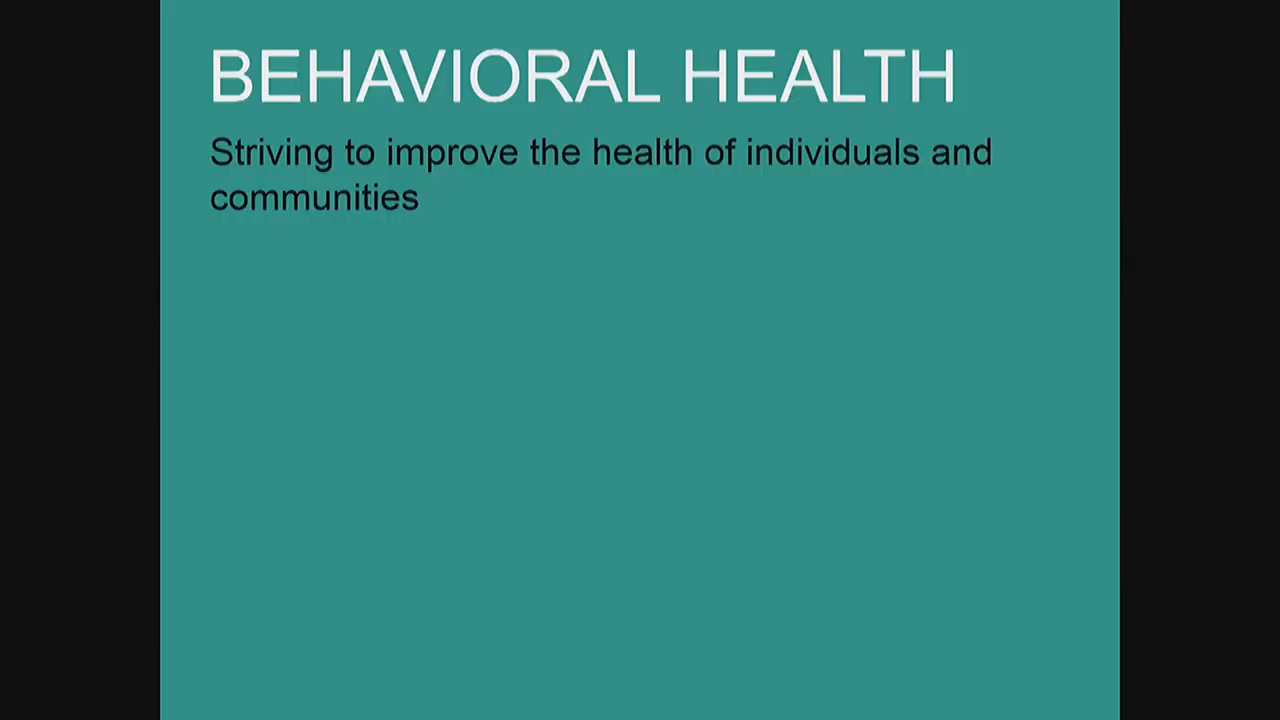 BEHAVIORAL HEALTH
Striving to improve the health of individuals and
communities